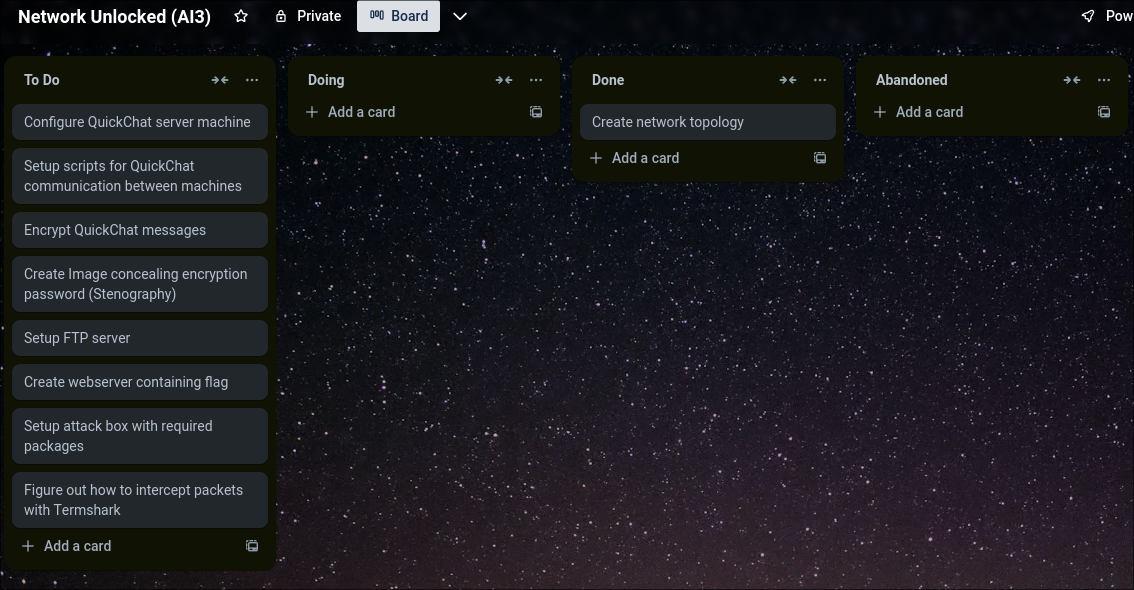 Network Unlocked (AI3)
Private
Board
Pow
To Do
Configure QuickChat server machine
Setup scripts for QuickChat
communication between machines
Encrypt QuickChat messages
Create Image concealing encryption
password (Stenography)
Setup FTP server
Create webserver containing flag
Setup attack box with required
packages
Figure out how to intercept packets
with Termshark
Add a card
Doing
Add a card
Done
Create network topology
Add a card
Abandoned
Add a card